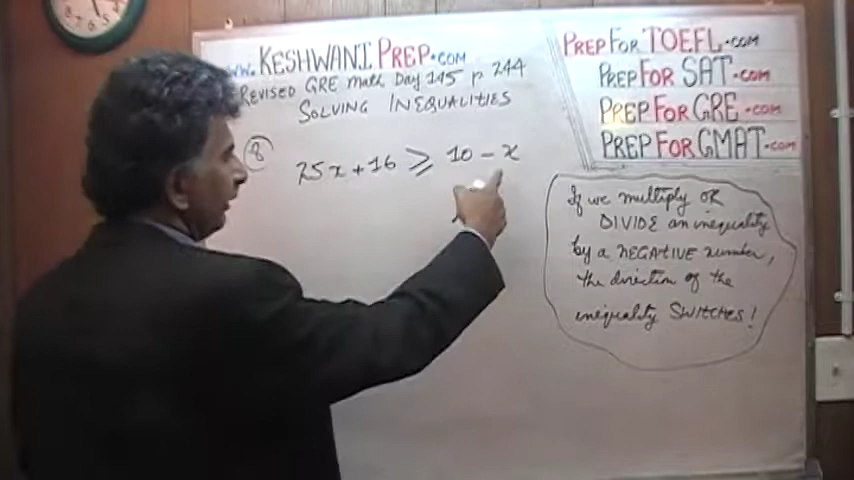 www.KESHWANI PREP.COM
REVISED GRE Math Day 145 p 244
SOLVING INEQUALITIES
8
25x + 16 ≥ 10 - x
PREP FOR TOEFL.com
PREP FOR SAT.com
PREP FOR GRE.com
PREP FOR GMAT.com
If we multiply OR
DIVIDE an inequality
by a NEGATIVE number,
the direction of the
inequality SWITCHES!